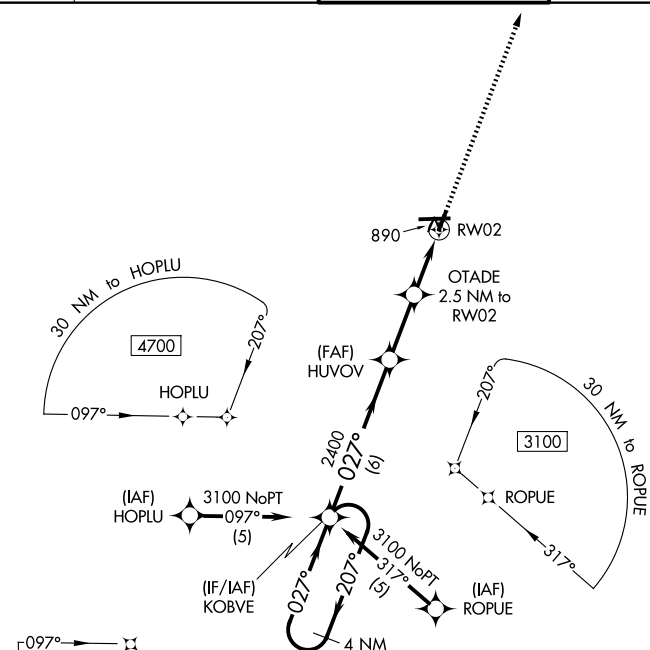 890
RW02
OTADE
2.5 NM to
RW02
30 NM to HOPLU
4700
207°
HOPLU
097°
(FAF)
HUVOV
207°
30 NM to ROPUE
3100
ROPUE
317°
2400
027°
(6)
(IAF)
HOPLU
3100 NoPT
097°
(5)
3100 NoPT
317°
(5)
(IF/IAF)
KOBVE
027°
207°
(IAF)
ROPUE
4 NM
097°